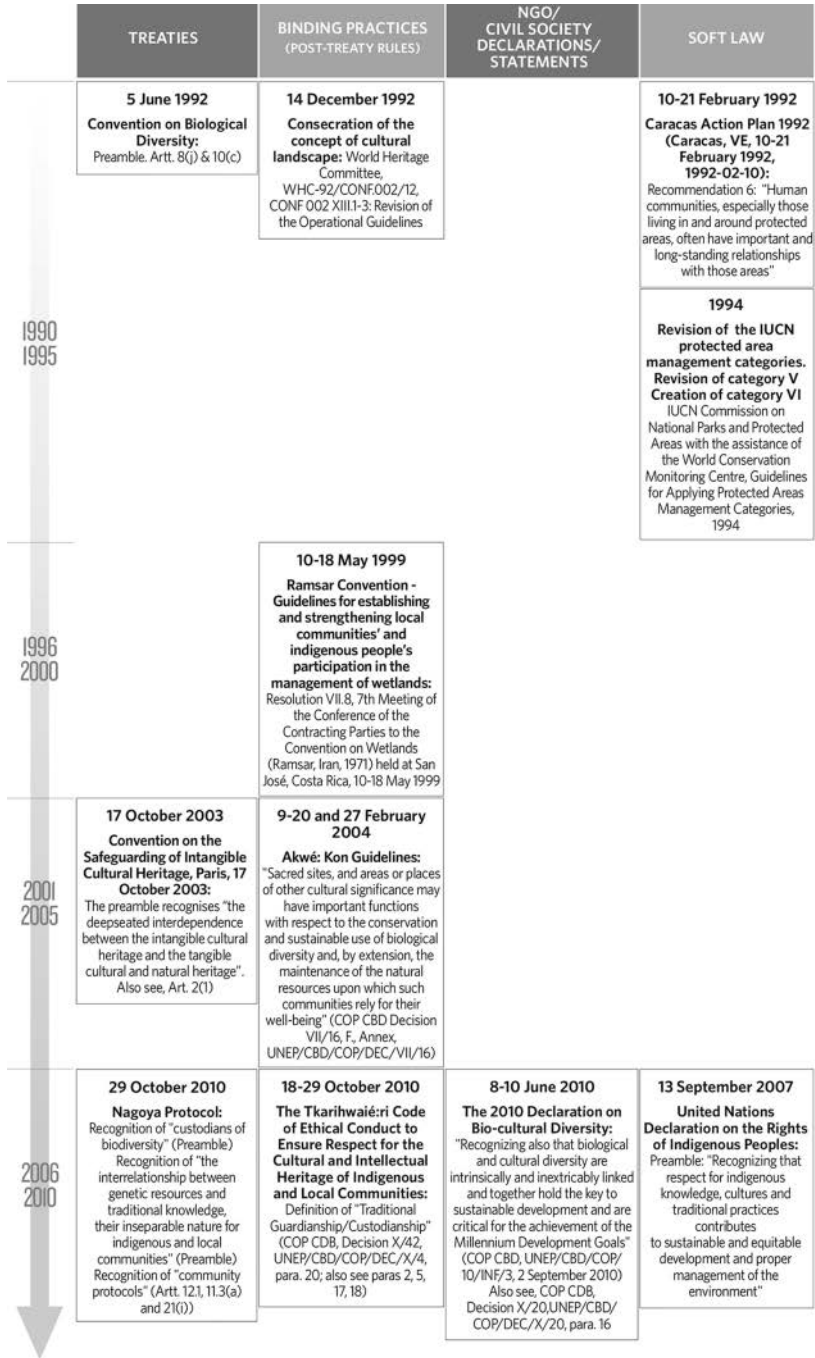 TREATIES
BINDING PRACTICES
(POST-TREATY RULES)
NGO/
CIVIL SOCIETY
DECLARATIONS/
STATEMENTS
SOFT LAW
1990
1995
5 June 1992
Convention on Biological
Diversity:
Preamble. Artt. 8(j) & 10(c)
14 December 1992
Consecration of the
concept of cultural
landscape: World Heritage
Committee,
WHC-92/CONF.002/12,
CONF 002 XIII.1-3: Revision of
the Operational Guidelines
10-21 February 1992
Caracas Action Plan 1992
(Caracas, VE, 10-21
February 1992,
1992-02-10):
Recommendation 6: "Human
communities, especially those
living in and around protected
areas, often have important and
long-standing relationships
with those areas"
1994
Revision of the IUCN
protected area
management categories.
Revision of category V
Creation of category VI
IUCN Commission on
National Parks and Protected
Areas with the assistance of
the World Conservation
Monitoring Centre, Guidelines
for Applying Protected Areas
Management Categories,
1994
1996
2000
10-18 May 1999
Ramsar Convention -
Guidelines for establishing
and strengthening local
communities' and
indigenous people's
participation in the
management of wetlands:
Resolution VII.8, 7th Meeting of
the Conference of the
Contracting Parties to the
Convention on Wetlands
(Ramsar, Iran, 1971) held at San
José, Costa Rica, 10-18 May 1999
2001
2005
17 October 2003
Convention on the
Safeguarding of Intangible
Cultural Heritage, Paris, 17
October 2003:
The preamble recognises "the
deepseated interdependence
between the intangible cultural
heritage and the tangible
cultural and natural heritage".
Also see, Art. 2(1)
9-20 and 27 February
2004
Akwé: Kon Guidelines:
"Sacred sites, and areas or places
of other cultural significance may
have important functions
with respect to the conservation
and sustainable use of biological
diversity and, by extension, the
maintenance of the natural
resources upon which such
communities rely for their
well-being" (COP CBD Decision
VII/16, F., Annex,
UNEP/CBD/COP/DEC/VII/16)
2006
2010
29 October 2010
Nagoya Protocol:
Recognition of "custodians of
biodiversity" (Preamble)
Recognition of "the
interrelationship between
genetic resources and
traditional knowledge,
their inseparable nature for
indigenous and local
communities" (Preamble)
Recognition of "community
protocols" (Artt. 12.1, 11.3(a)
and 21(i))
18-29 October 2010
The Tkarihwaié:ri Code
of Ethical Conduct to
Ensure Respect for the
Cultural and Intellectual
Heritage of Indigenous
and Local Communities:
Definition of "Traditional
Guardianship/Custodianship"
(COP CDB, Decision X/42,
UNEP/CBD/COP/DEC/X/4,
para. 20; also see paras 2, 5,
17, 18)
8-10 June 2010
The 2010 Declaration on
Bio-cultural Diversity:
"Recognizing also that biological
and cultural diversity are
intrinsically and inextricably linked
and together hold the key to
sustainable development and are
critical for the achievement of the
Millennium Development Goals"
(COP CBD, UNEP/CBD/COP/
10/INF/3, 2 September 2010)
Also see, COP CDB,
Decision X/20,UNEP/CBD/
COP/DEC/X/20, para. 16
13 September 2007
United Nations
Declaration on the Rights
of Indigenous Peoples:
Preamble: "Recognizing that
respect for indigenous
knowledge, cultures and
traditional practices
contributes
to sustainable and equitable
development and proper
management of the
environment"